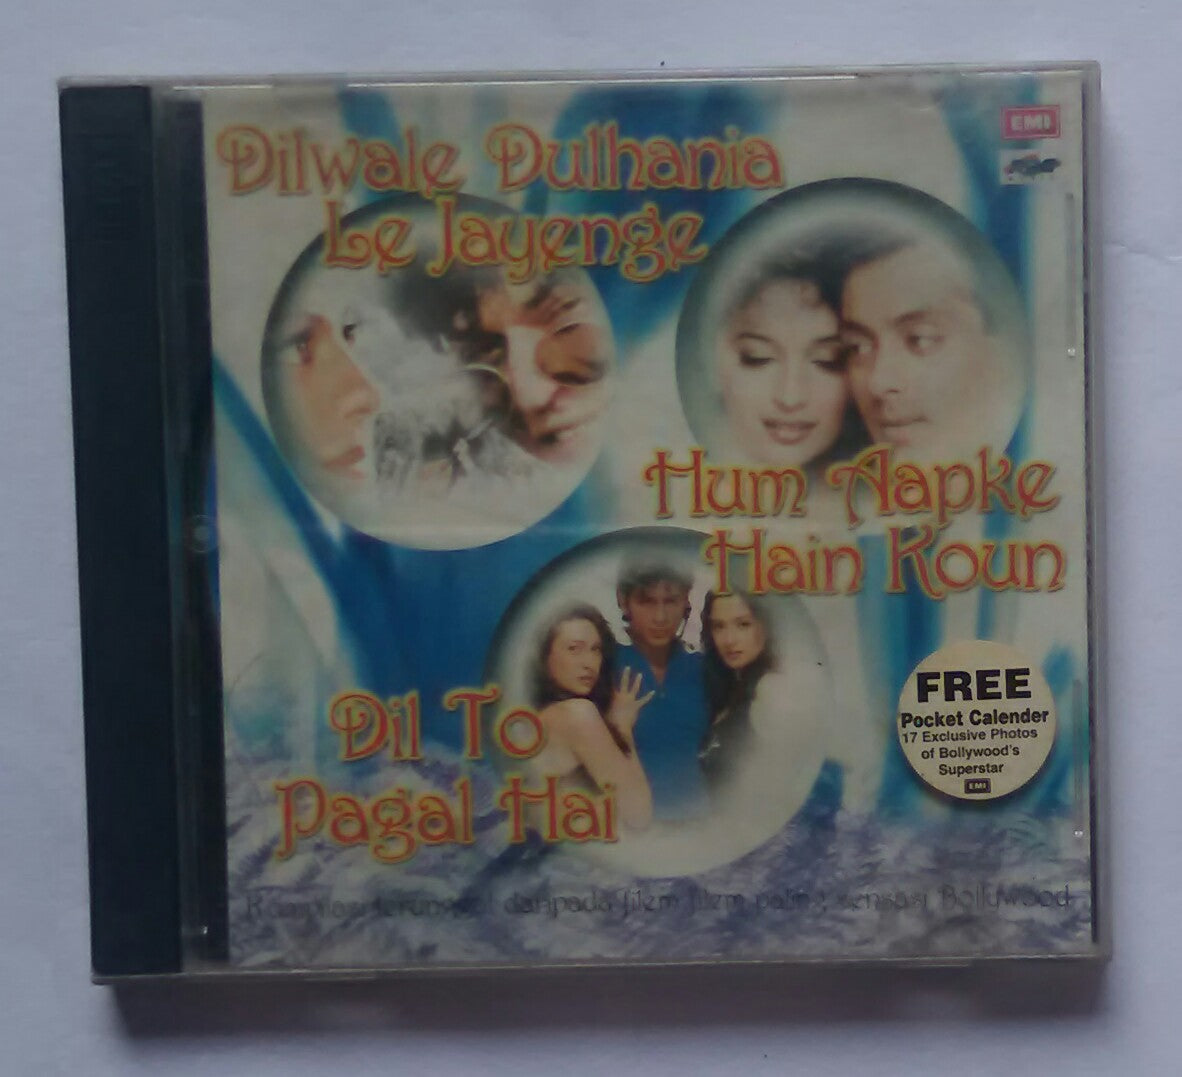 Dilwale Dulhania
Le Jayenge
EMI
Hum Aapke
Hain Koun
Dil To
Pagal Hai
FREE
Pocket Calender
17 Exclusive Photos
of Bollywood's
Superstar
EMI
daripada filem filem paling sensasi Bollywood